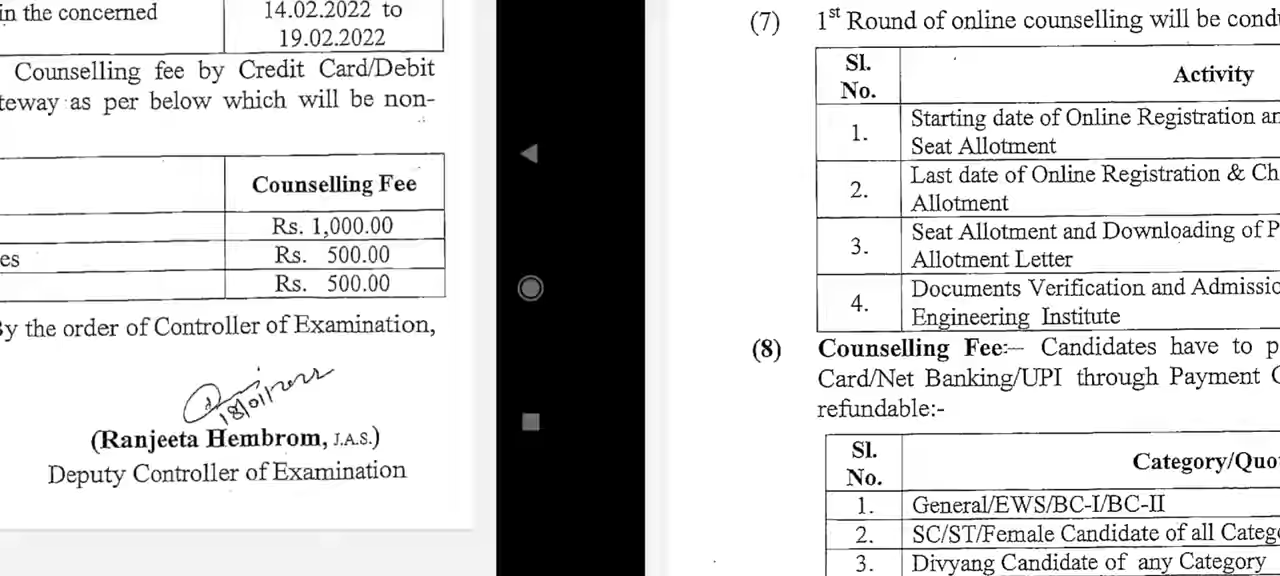 in the concerned
14.02.2022 to
19.02.2022
Counselling fee by Credit Card/Debit
teway as per below which will be non-
Counselling Fee
Rs. 1,000.00
es
Rs. 500.00
Rs. 500.00
By the order of Controller of Examination,
18/01/2022
(Ranjeeta Hembrom, J.A.S.)
Deputy Controller of Examination
(7) 1st Round of online counselling will be condu
Sl.
No.
Activity
1.
Starting date of Online Registration an
Seat Allotment
2.
Last date of Online Registration & Ch
Allotment
3.
Seat Allotment and Downloading of P
Allotment Letter
4.
Documents Verification and Admissio
Engineering Institute
(8) Counselling Fee:– Candidates have to p
Card/Net Banking/UPI through Payment G
refundable:-
Sl.
No.
Category/Quo
1. General/EWS/BC-I/BC-II
2. SC/ST/Female Candidate of all Catego
3. Divyang Candidate of any Category